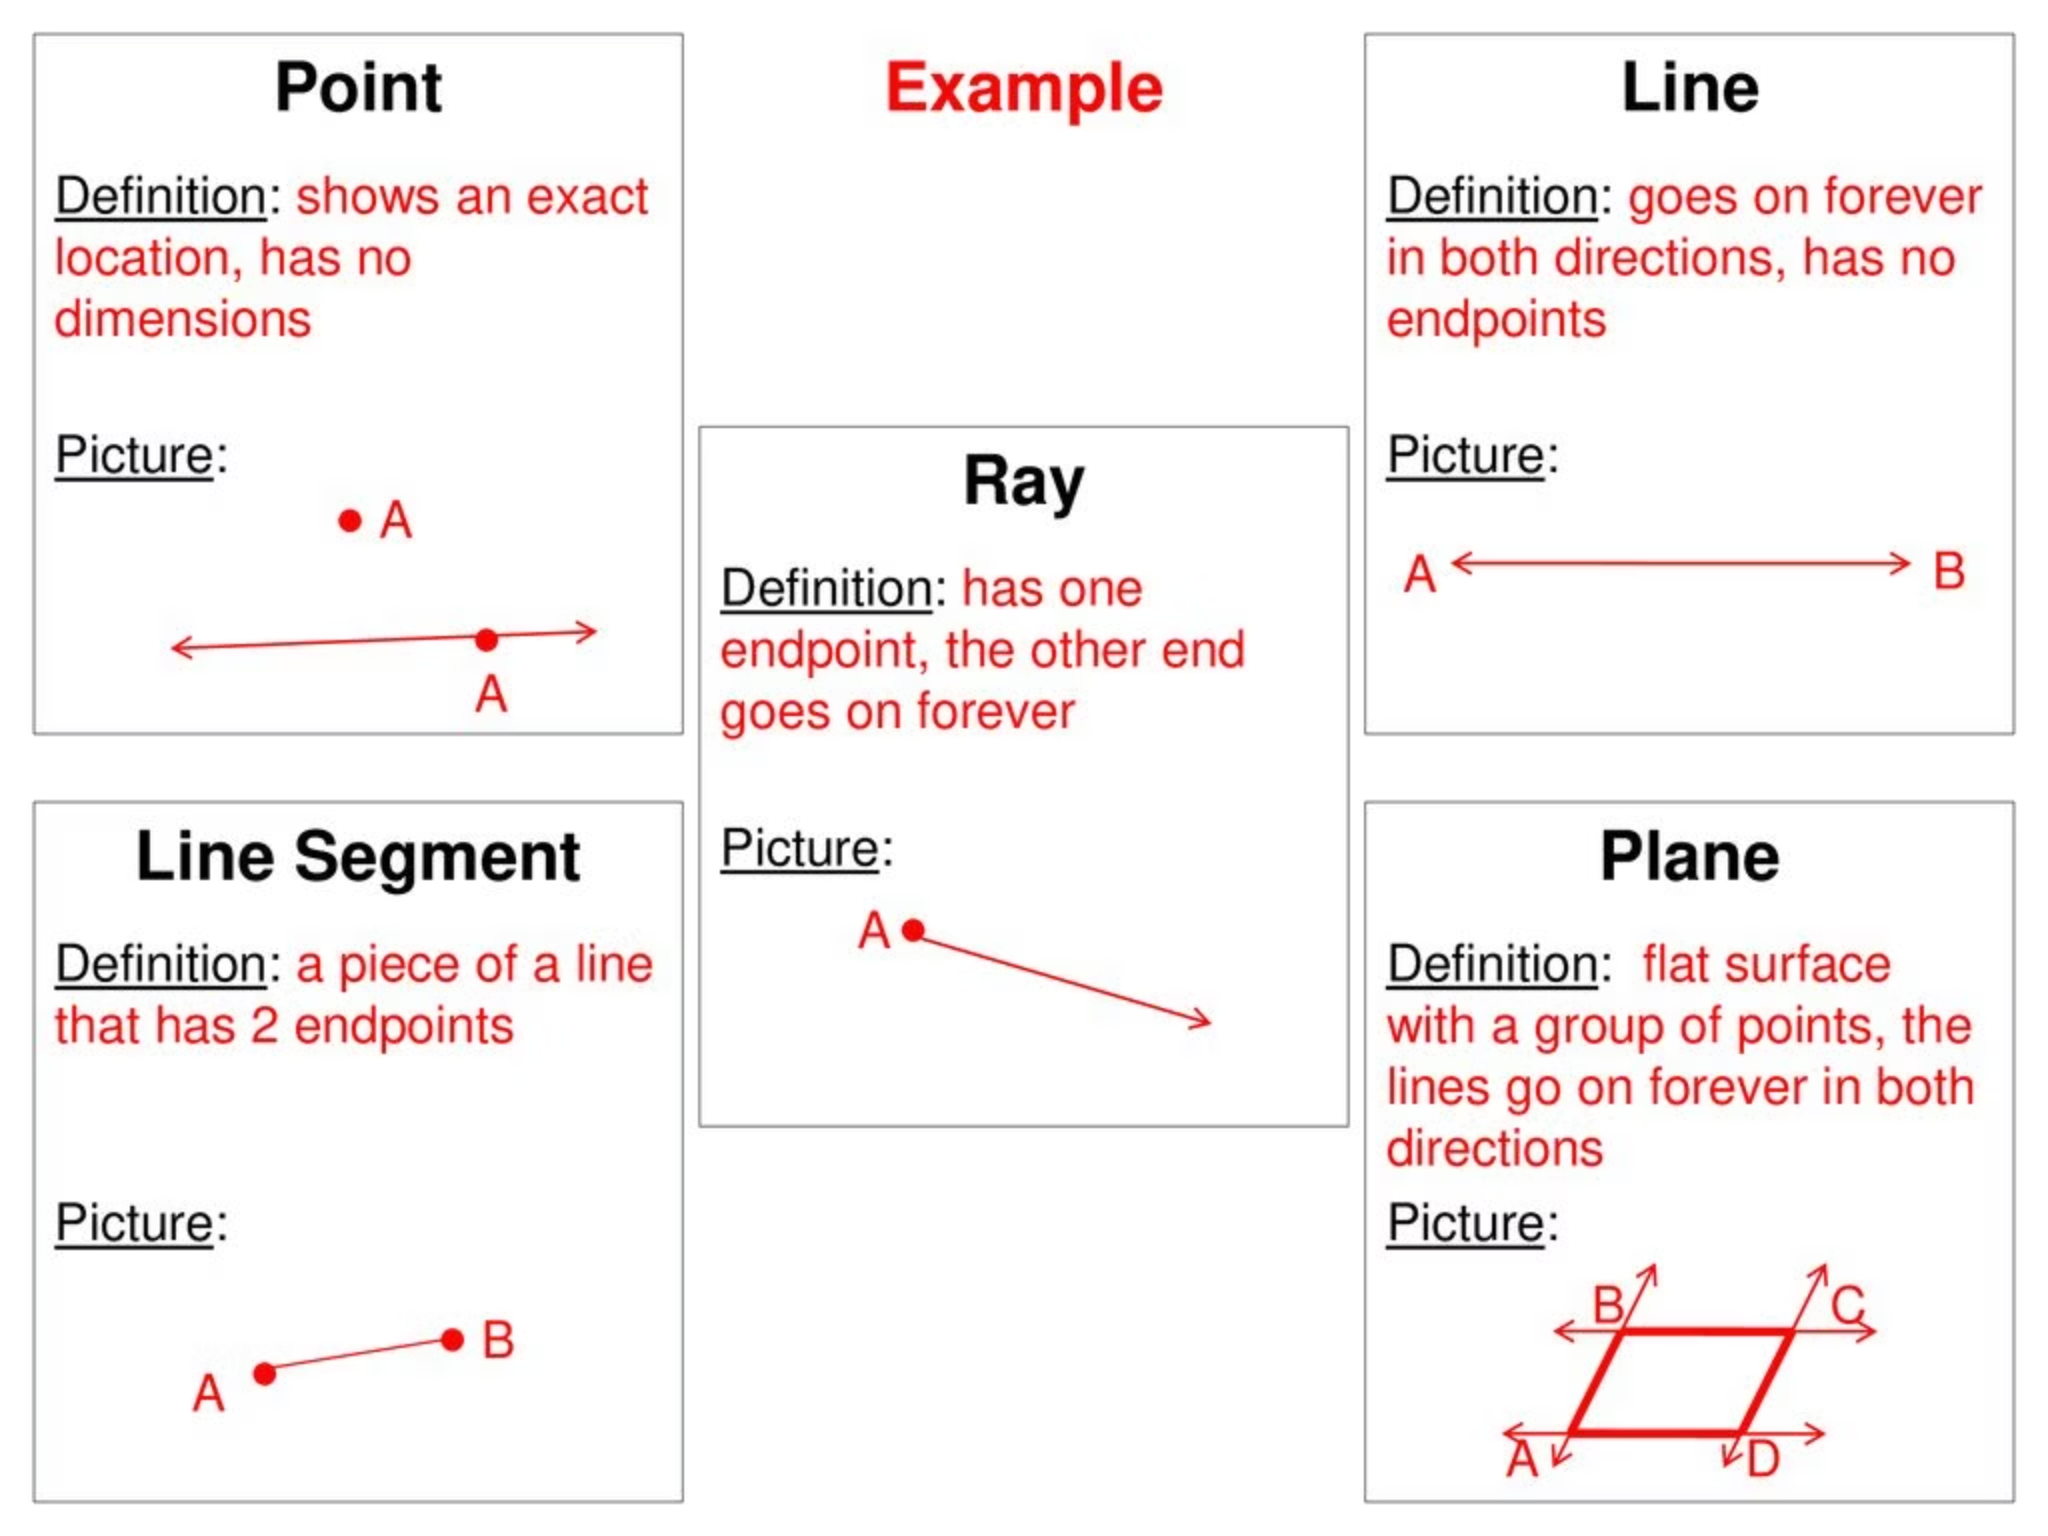 Point
Definition: shows an exact
location, has no
dimensions
Picture:
A
A
Example
Line
Definition: goes on forever
in both directions, has no
endpoints
Picture:
A B
Ray
Definition: has one
endpoint, the other end
goes on forever
Picture:
A
Line Segment
Definition: a piece of a line
that has 2 endpoints
Picture:
B
A
Plane
Definition: flat surface
with a group of points, the
lines go on forever in both
directions
Picture:
B C
A D